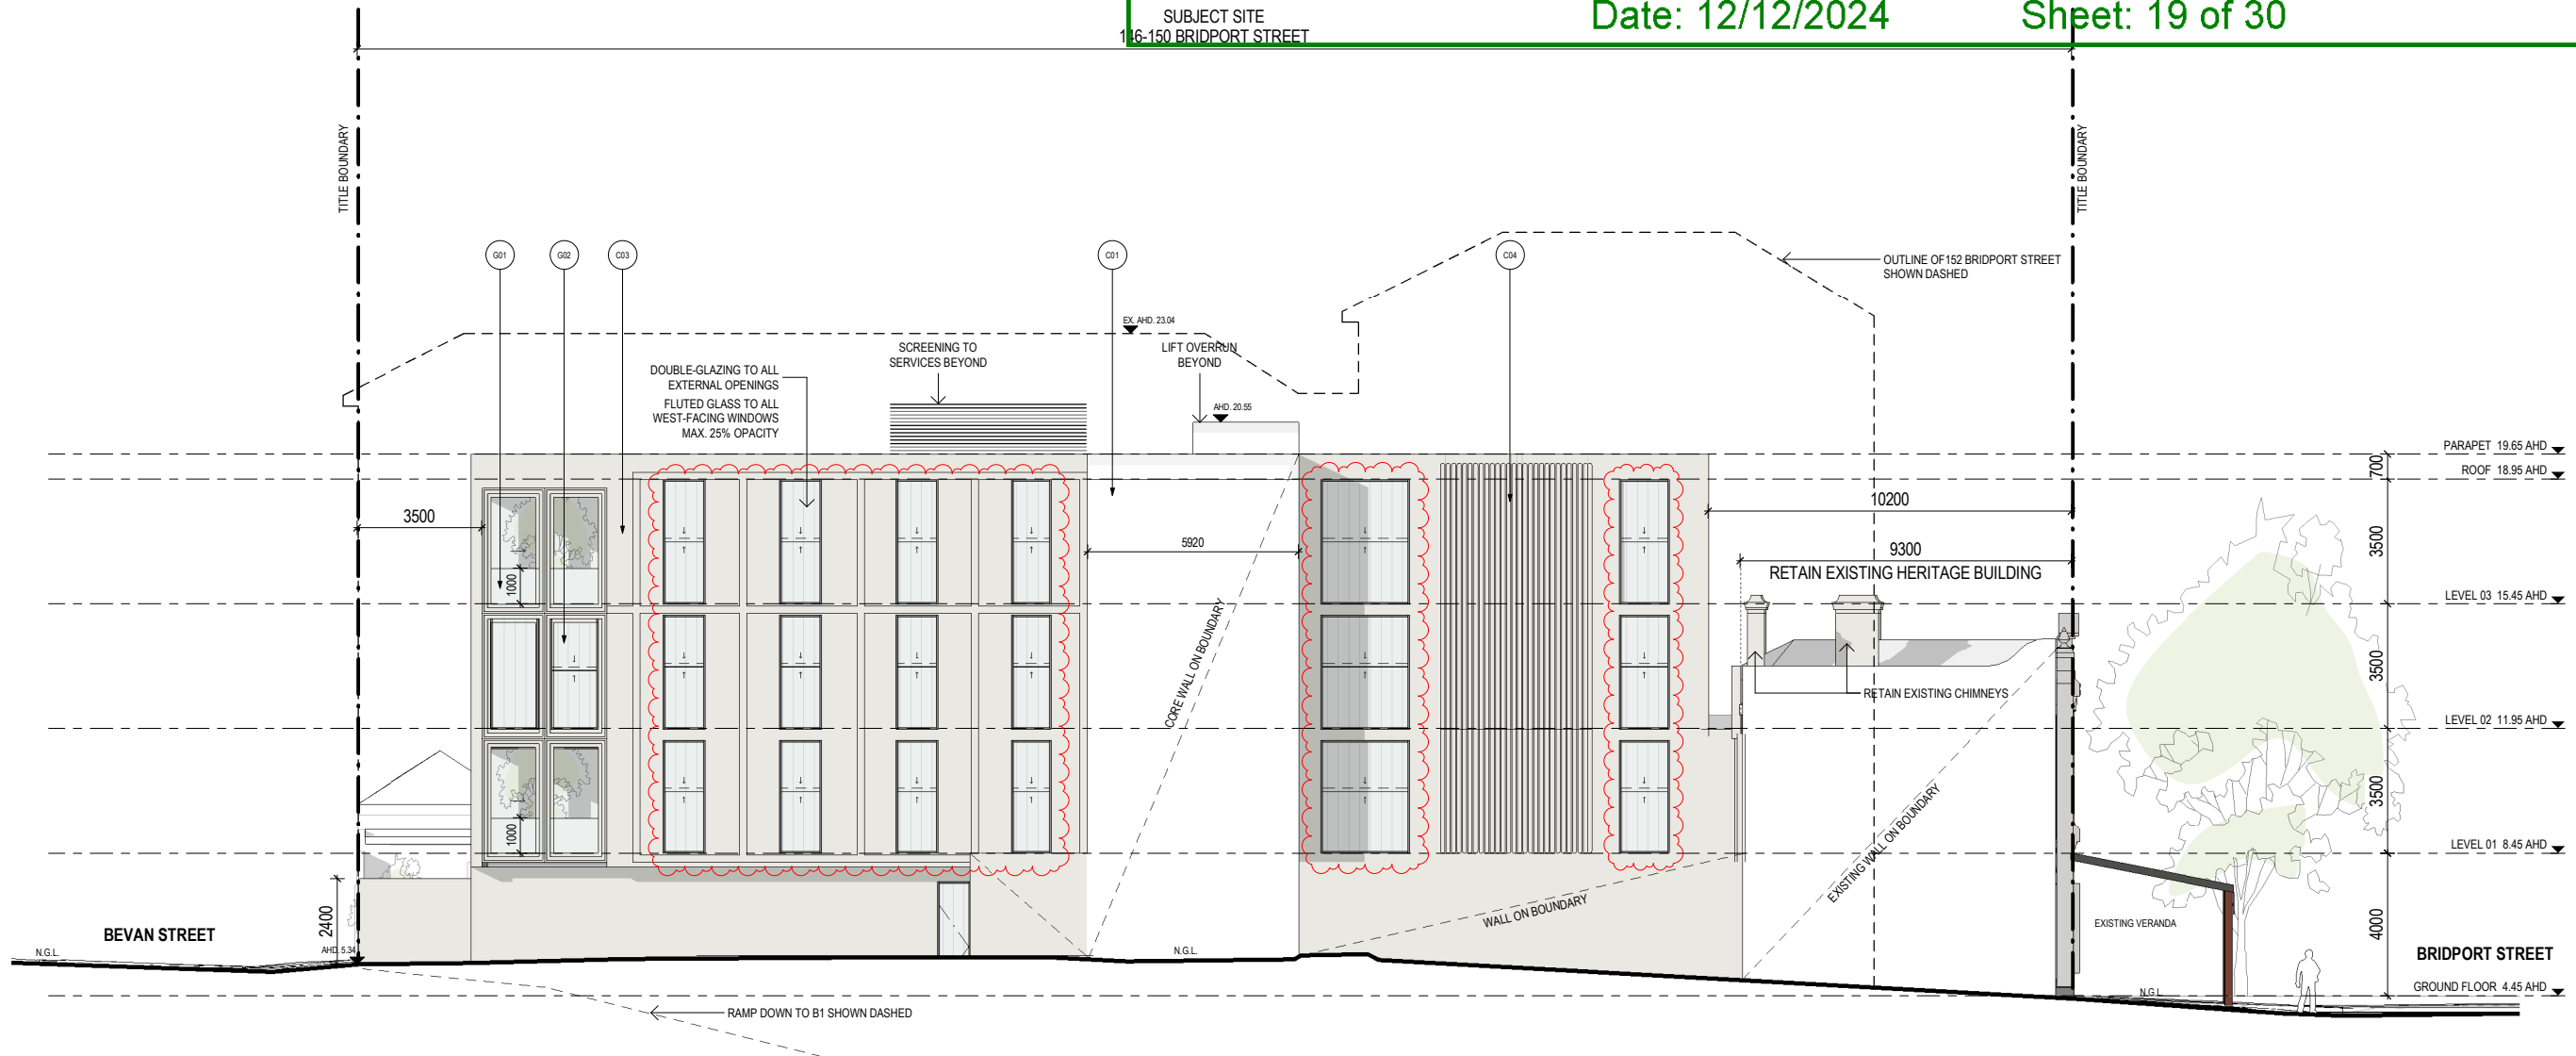 Date: 12/12/2024
Sheet: 19 of 30
SUBJECT SITE
146-150 BRIDPORT STREET
TITLE BOUNDARY
TITLE BOUNDARY
G01
G02
C03
C01
C04
OUTLINE OF152 BRIDPORT STREET
SHOWN DASHED
EX. AHD. 23.04
SCREENING TO
SERVICES BEYOND
LIFT OVERRUN
BEYOND
DOUBLE-GLAZING TO ALL
EXTERNAL OPENINGS
FLUTED GLASS TO ALL
WEST-FACING WINDOWS
MAX. 25% OPACITY
AHD. 20.55
PARAPET 19.65 AHD
700
ROOF 18.95 AHD
3500
10200
3500
5920
9300
RETAIN EXISTING HERITAGE BUILDING
1000
LEVEL 03 15.45 AHD
CORE WALL ON BOUNDARY
3500
RETAIN EXISTING CHIMNEYS
LEVEL 02 11.95 AHD
3500
1000
LEVEL 01 8.45 AHD
EXISTING WALL ON BOUNDARY
WALL ON BOUNDARY
2400
EXISTING VERANDA
4000
BEVAN STREET
AHD. 5.34
N.G.L.
N.G.L.
BRIDPORT STREET
GROUND FLOOR 4.45 AHD
N.G.L.
RAMP DOWN TO B1 SHOWN DASHED